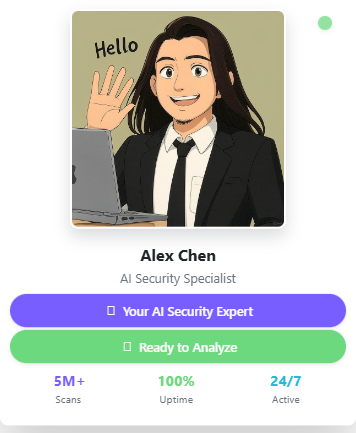 Hello
Alex Chen
AI Security Specialist
Your AI Security Expert
Ready to Analyze
5M+ 100% 24/7
Scans Uptime Active